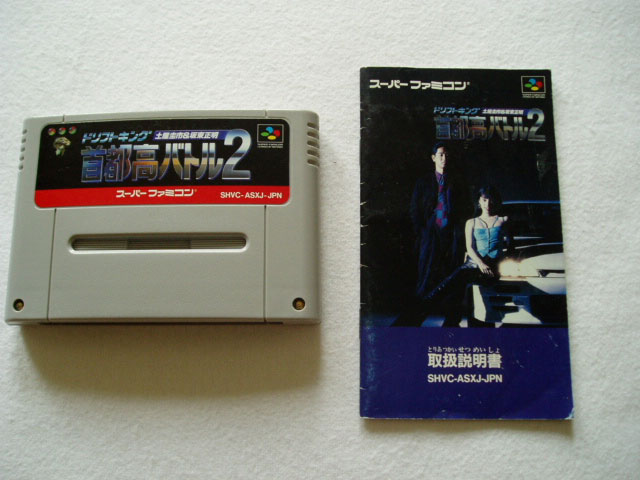 ドリフトキング 土屋圭市&坂東正明
首都高バトル2
スーパーファミコン
SHVC-ASXJ-JPN
スーパーファミコン
ドリフトキング 土屋圭市&坂東正明
首都高バトル2
とりあつかいせつめいしょ
取扱説明書
SHVC-ASXJ-JPN